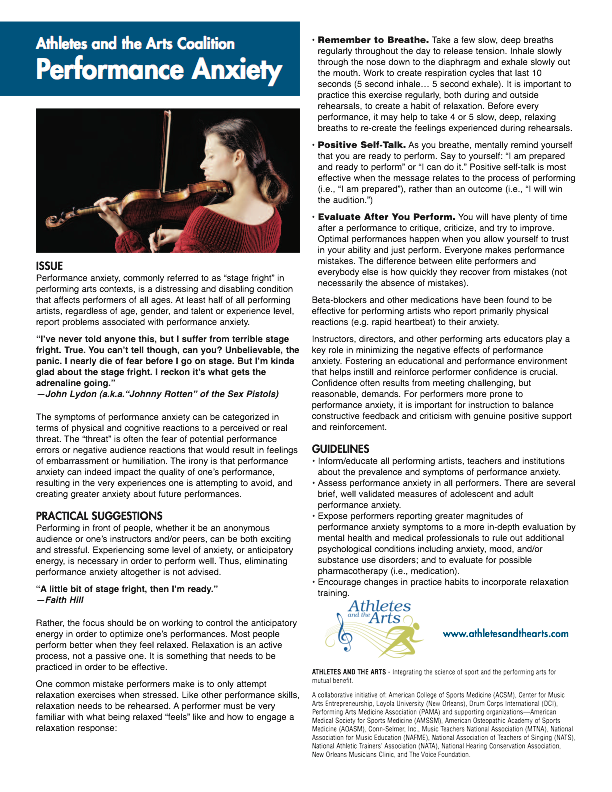 Athletes and the Arts Coalition
Performance Anxiety
ISSUE
Performance anxiety, commonly referred to as “stage fright” in
performing arts contexts, is a distressing and disabling condition
that affects performers of all ages. At least half of all performing
artists, regardless of age, gender, and talent or experience level,
report problems associated with performance anxiety.
“I’ve never told anyone this, but I suffer from terrible stage
fright. True. You can’t tell though, can you? Unbelievable, the
panic. I nearly die of fear before I go on stage. But I’m kinda
glad about the stage fright. I reckon it’s what gets the
adrenaline going.”
—John Lydon (a.k.a.“Johnny Rotten” of the Sex Pistols)
The symptoms of performance anxiety can be categorized in
terms of physical and cognitive reactions to a perceived or real
threat. The “threat” is often the fear of potential performance
errors or negative audience reactions that would result in feelings
of embarrassment or humiliation. The irony is that performance
anxiety can indeed impact the quality of one’s performance,
resulting in the very experiences one is attempting to avoid, and
creating greater anxiety about future performances.
PRACTICAL SUGGESTIONS
Performing in front of people, whether it be an anonymous
audience or one’s instructors and/or peers, can be both exciting
and stressful. Experiencing some level of anxiety, or anticipatory
energy, is necessary in order to perform well. Thus, eliminating
performance anxiety altogether is not advised.
“A little bit of stage fright, then I’m ready.”
—Faith Hill
Rather, the focus should be on working to control the anticipatory
energy in order to optimize one’s performances. Most people
perform better when they feel relaxed. Relaxation is an active
process, not a passive one. It is something that needs to be
practiced in order to be effective.
One common mistake performers make is to only attempt
relaxation exercises when stressed. Like other performance skills,
relaxation needs to be rehearsed. A performer must be very
familiar with what being relaxed “feels” like and how to engage a
relaxation response:
• Remember to Breathe. Take a few slow, deep breaths
regularly throughout the day to release tension. Inhale slowly
through the nose down to the diaphragm and exhale slowly out
the mouth. Work to create respiration cycles that last 10
seconds (5 second inhale… 5 second exhale). It is important to
practice this exercise regularly, both during and outside
rehearsals, to create a habit of relaxation. Before every
performance, it may help to take 4 or 5 slow, deep, relaxing
breaths to re-create the feelings experienced during rehearsals.
• Positive Self-Talk. As you breathe, mentally remind yourself
that you are ready to perform. Say to yourself: “I am prepared
and ready to perform” or “I can do it.” Positive self-talk is most
effective when the message relates to the process of performing
(i.e., “I am prepared”), rather than an outcome (i.e., “I will win
the audition.”)
• Evaluate After You Perform. You will have plenty of time
after a performance to critique, criticize, and try to improve.
Optimal performances happen when you allow yourself to trust
in your ability and just perform. Everyone makes performance
mistakes. The difference between elite performers and
everybody else is how quickly they recover from mistakes (not
necessarily the absence of mistakes).
Beta-blockers and other medications have been found to be
effective for performing artists who report primarily physical
reactions (e.g. rapid heartbeat) to their anxiety.
Instructors, directors, and other performing arts educators play a
key role in minimizing the negative effects of performance
anxiety. Fostering an educational and performance environment
that helps instill and reinforce performer confidence is crucial.
Confidence often results from meeting challenging, but
reasonable, demands. For performers more prone to
performance anxiety, it is important for instruction to balance
constructive feedback and criticism with genuine positive support
and reinforcement.
GUIDELINES
• Inform/educate all performing artists, teachers and institutions
about the prevalence and symptoms of performance anxiety.
• Assess performance anxiety in all performers. There are several
brief, well validated measures of adolescent and adult
performance anxiety.
• Expose performers reporting greater magnitudes of
performance anxiety symptoms to a more in-depth evaluation by
mental health and medical professionals to rule out additional
psychological conditions including anxiety, mood, and/or
substance use disorders; and to evaluate for possible
pharmacotherapy (i.e., medication).
• Encourage changes in practice habits to incorporate relaxation
training.
Athletes
and the
Arts
www.athletesandthearts.com
ATHLETES AND THE ARTS - Integrating the science of sport and the performing arts for
mutual benefit.
A collaborative initiative of: American College of Sports Medicine (ACSM), Center for Music
Arts Entrepreneurship, Loyola University (New Orleans), Drum Corps International (DCI),
Performing Arts Medicine Association (PAMA) and supporting organizations—American
Medical Society for Sports Medicine (AMSSM), American Osteopathic Academy of Sports
Medicine (AOASM), Conn-Selmer, Inc., Music Teachers National Association (MTNA), National
Association for Music Education (NAFME), National Association of Teachers of Singing (NATS),
National Athletic Trainers’ Association (NATA), National Hearing Conservation Association,
New Orleans Musicians Clinic, and The Voice Foundation.